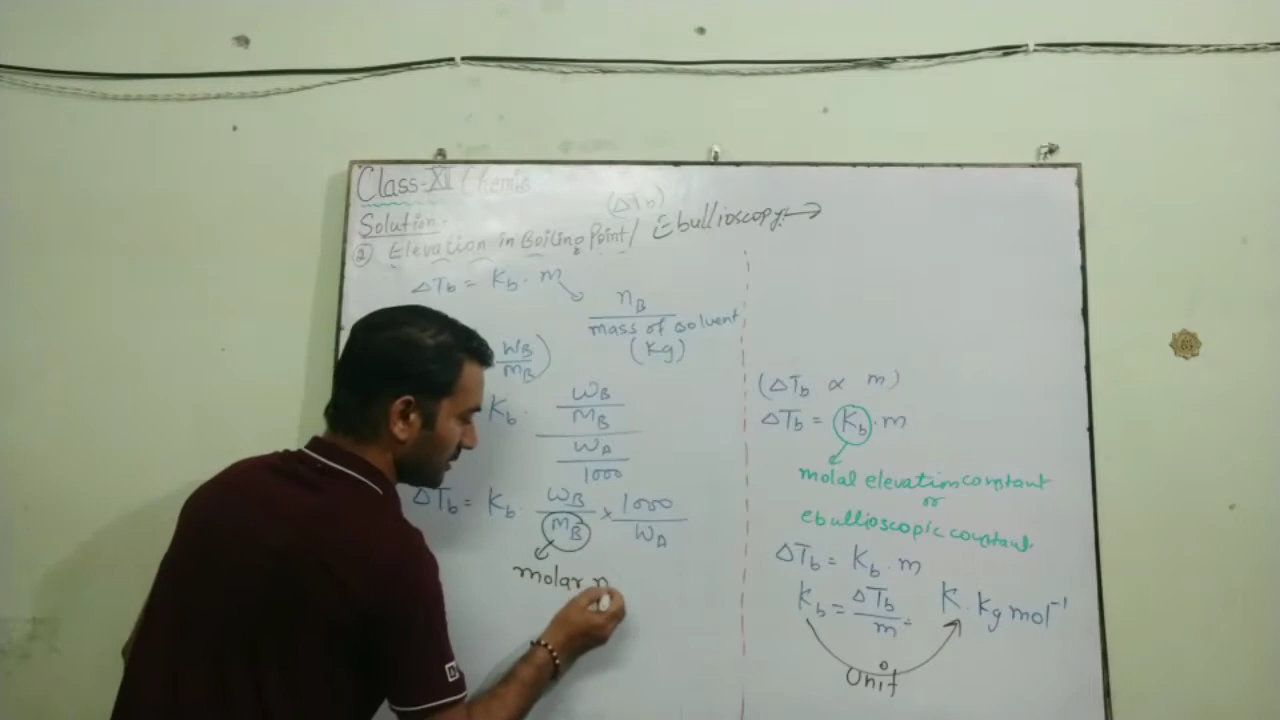 Class-XII Chemis
Solution-
(ΔTb)
② Elevation in Boiling Point/ Ebullioscopy:→
ΔTb = Kb . m
nB
mass of solvent
(Kg)
WB
MB )
Kb . WB
MB
WA
1000
ΔTb = Kb . WB × 1000
MB WA
molar m
(ΔTb ∝ m)
ΔTb = Kb . m
molal elevation constant
or
ebullioscopic constant.
ΔTb = Kb . m
Kb = ΔTb = K . Kg mol⁻¹
m
Unit